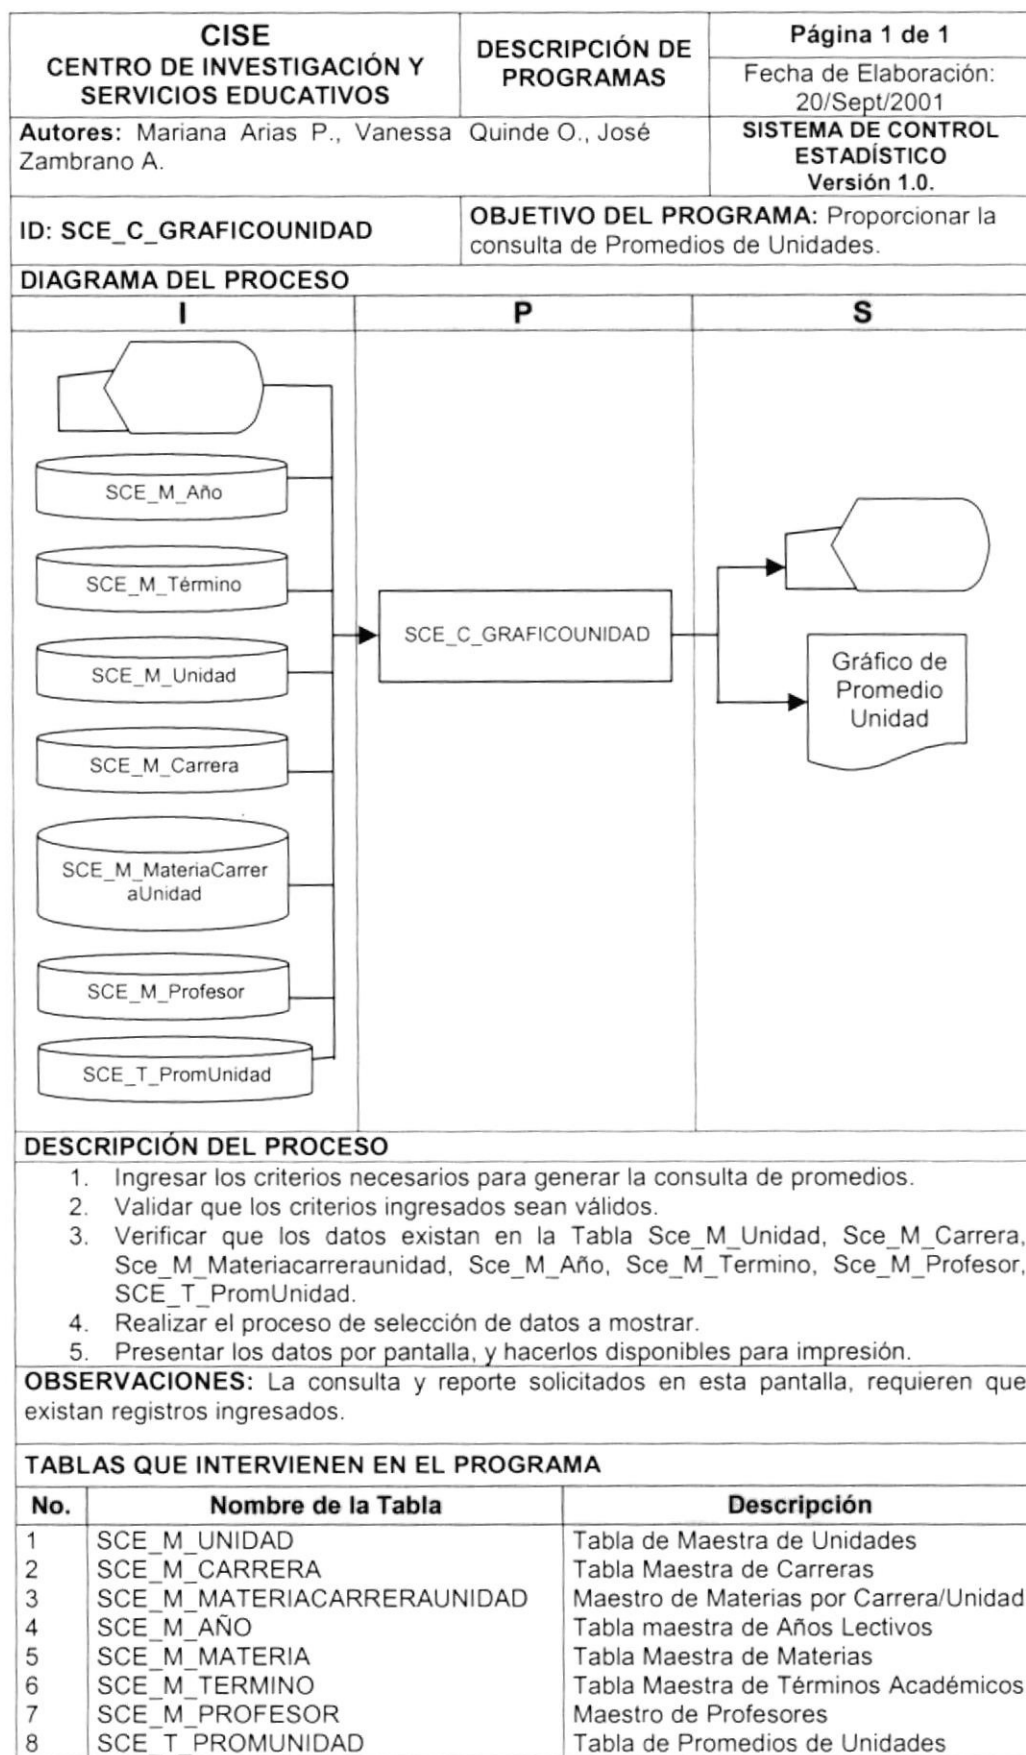 CISE
CENTRO DE INVESTIGACIÓN Y
SERVICIOS EDUCATIVOS
DESCRIPCIÓN DE
PROGRAMAS
Página 1 de 1
Fecha de Elaboración:
20/Sept/2001
Autores: Mariana Arias P., Vanessa Quinde O., José
Zambrano A.
SISTEMA DE CONTROL
ESTADÍSTICO
Versión 1.0.
ID: SCE_C_GRAFICOUNIDAD
OBJETIVO DEL PROGRAMA: Proporcionar la
consulta de Promedios de Unidades.
DIAGRAMA DEL PROCESO
I
P
S
SCE_M_Año
SCE_M_Término
SCE_M_Unidad
SCE_M_Carrera
SCE_M_MateriaCarrer
aUnidad
SCE_M_Profesor
SCE_T_PromUnidad
SCE_C_GRAFICOUNIDAD
Gráfico de
Promedio
Unidad
DESCRIPCIÓN DEL PROCESO
1. Ingresar los criterios necesarios para generar la consulta de promedios.
2. Validar que los criterios ingresados sean válidos.
3. Verificar que los datos existan en la Tabla Sce_M_Unidad, Sce_M_Carrera,
Sce_M_Materiacarreraunidad, Sce_M_Año, Sce_M_Termino, Sce_M_Profesor,
SCE_T_PromUnidad.
4. Realizar el proceso de selección de datos a mostrar.
5. Presentar los datos por pantalla, y hacerlos disponibles para impresión.
OBSERVACIONES: La consulta y reporte solicitados en esta pantalla, requieren que
existan registros ingresados.
TABLAS QUE INTERVIENEN EN EL PROGRAMA
No. Nombre de la Tabla Descripción
1 SCE_M_UNIDAD Tabla de Maestra de Unidades
2 SCE_M_CARRERA Tabla Maestra de Carreras
3 SCE_M_MATERIACARRERAUNIDAD Maestro de Materias por Carrera/Unidad
4 SCE_M_AÑO Tabla maestra de Años Lectivos
5 SCE_M_MATERIA Tabla Maestra de Materias
6 SCE_M_TERMINO Tabla Maestra de Términos Académicos
7 SCE_M_PROFESOR Maestro de Profesores
8 SCE_T_PROMUNIDAD Tabla de Promedios de Unidades